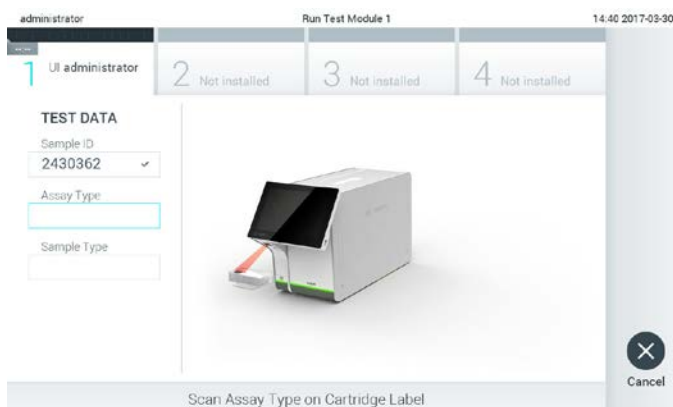 administrator Run Test Module 1 14:40 2017-03-30
1 UI administrator 2 Not installed 3 Not installed 4 Not installed
TEST DATA
Sample ID
2430362
Assay Type
Sample Type
Cancel
Scan Assay Type on Cartridge Label